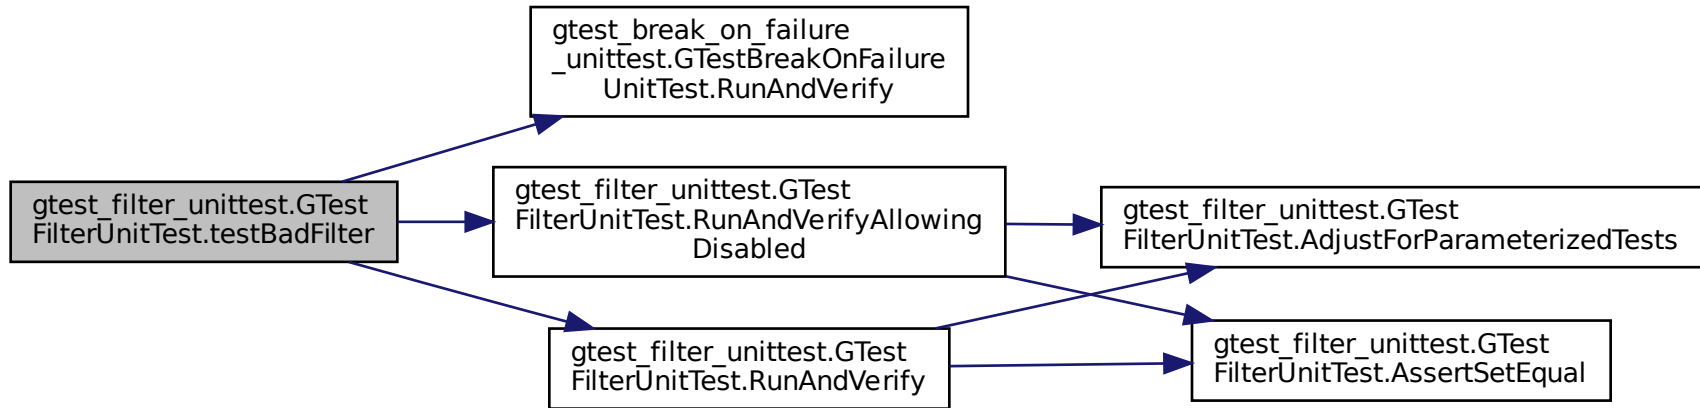 gtest_break_on_failure
_unittest.GTestBreakOnFailure
UnitTest.RunAndVerify
gtest_filter_unittest.GTest
FilterUnitTest.testBadFilter
gtest_filter_unittest.GTest
FilterUnitTest.RunAndVerifyAllowing
Disabled
gtest_filter_unittest.GTest
FilterUnitTest.AdjustForParameterizedTests
gtest_filter_unittest.GTest
FilterUnitTest.RunAndVerify
gtest_filter_unittest.GTest
FilterUnitTest.AssertSetEqual